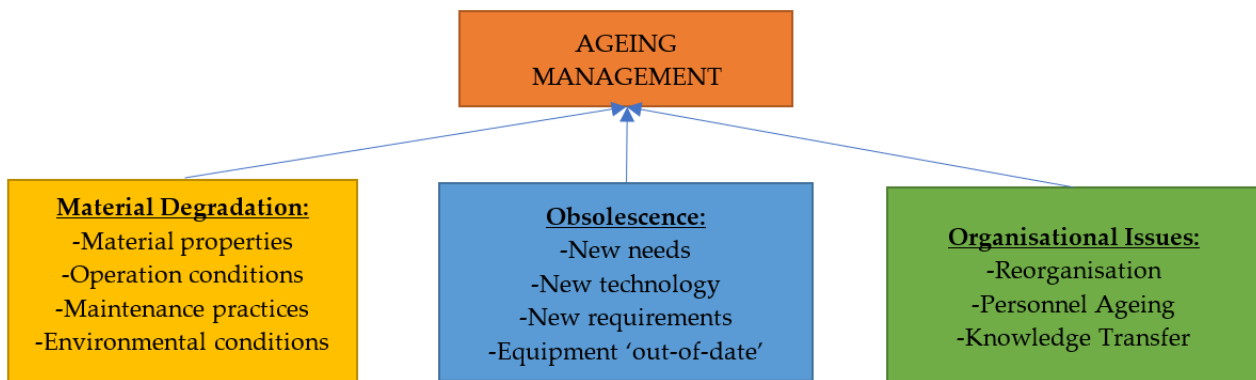 AGEING
MANAGEMENT
Material Degradation:
-Material properties
-Operation conditions
-Maintenance practices
-Environmental conditions
Obsolescence:
-New needs
-New technology
-New requirements
-Equipment ‘out-of-date’
Organisational Issues:
-Reorganisation
-Personnel Ageing
-Knowledge Transfer